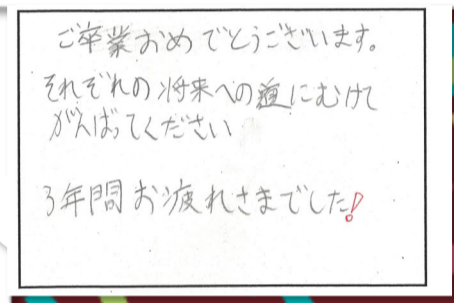 ご卒業おめでとうございます。
それぞれの将来への道にむけて
がんばってください
3年間お疲れさまでした!